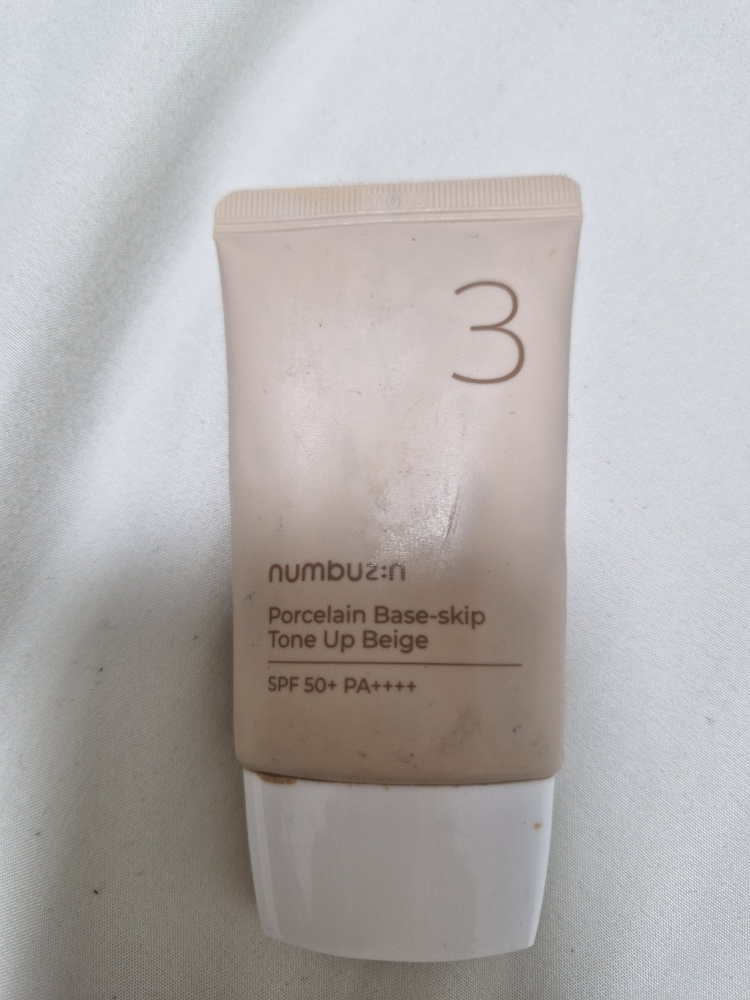 3
numbuz:n
Porcelain Base-skip
Tone Up Beige
SPF 50+ PA++++